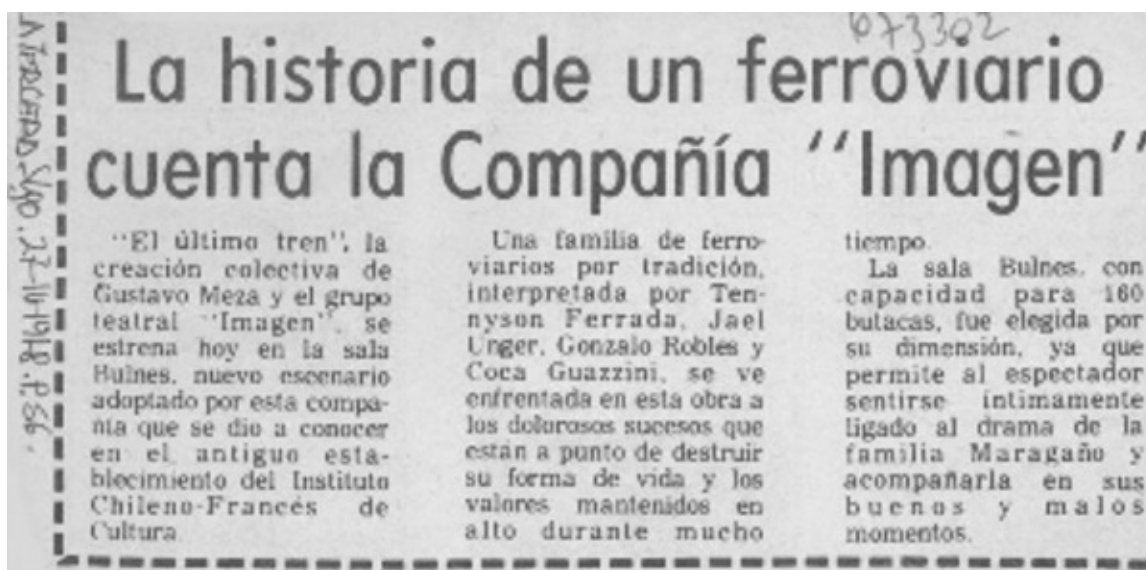 673302
La historia de un ferroviario
cuenta la Compañía "Imagen"
"El último tren", la
creación colectiva de
Gustavo Meza y el grupo
teatral "Imagen", se
estrena hoy en la sala
Bulnes, nuevo escenario
adoptado por esta compa-
ñía que se dio a conocer
en el antiguo esta-
blecimiento del Instituto
Chileno-Francés de
Cultura.
Una familia de ferro-
viarios por tradición,
interpretada por Ten-
nyson Ferrada, Jael
Unger, Gonzalo Robles y
Coca Guazzini, se ve
enfrentada en esta obra a
los dolorosos sucesos que
están a punto de destruir
su forma de vida y los
valores mantenidos en
alto durante mucho
tiempo.
La sala Bulnes, con
capacidad para 160
butacas, fue elegida por
su dimensión, ya que
permite al espectador
sentirse íntimamente
ligado al drama de la
familia Maragaño y
acompañarla en sus
buenos y malos
momentos.